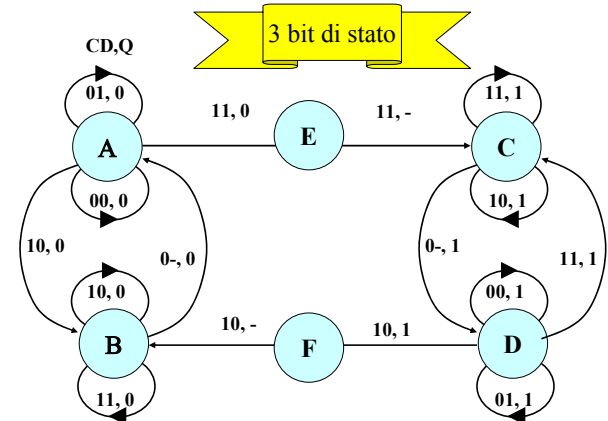 3 bit di stato
CD,Q
01, 0
11, 0
11, -
11, 1
A
E
C
00, 0
10, 1
10, 0
0-, 0
0-, 1
11, 1
10, 0
00, 1
10, -
10, 1
B
F
D
11, 0
01, 1